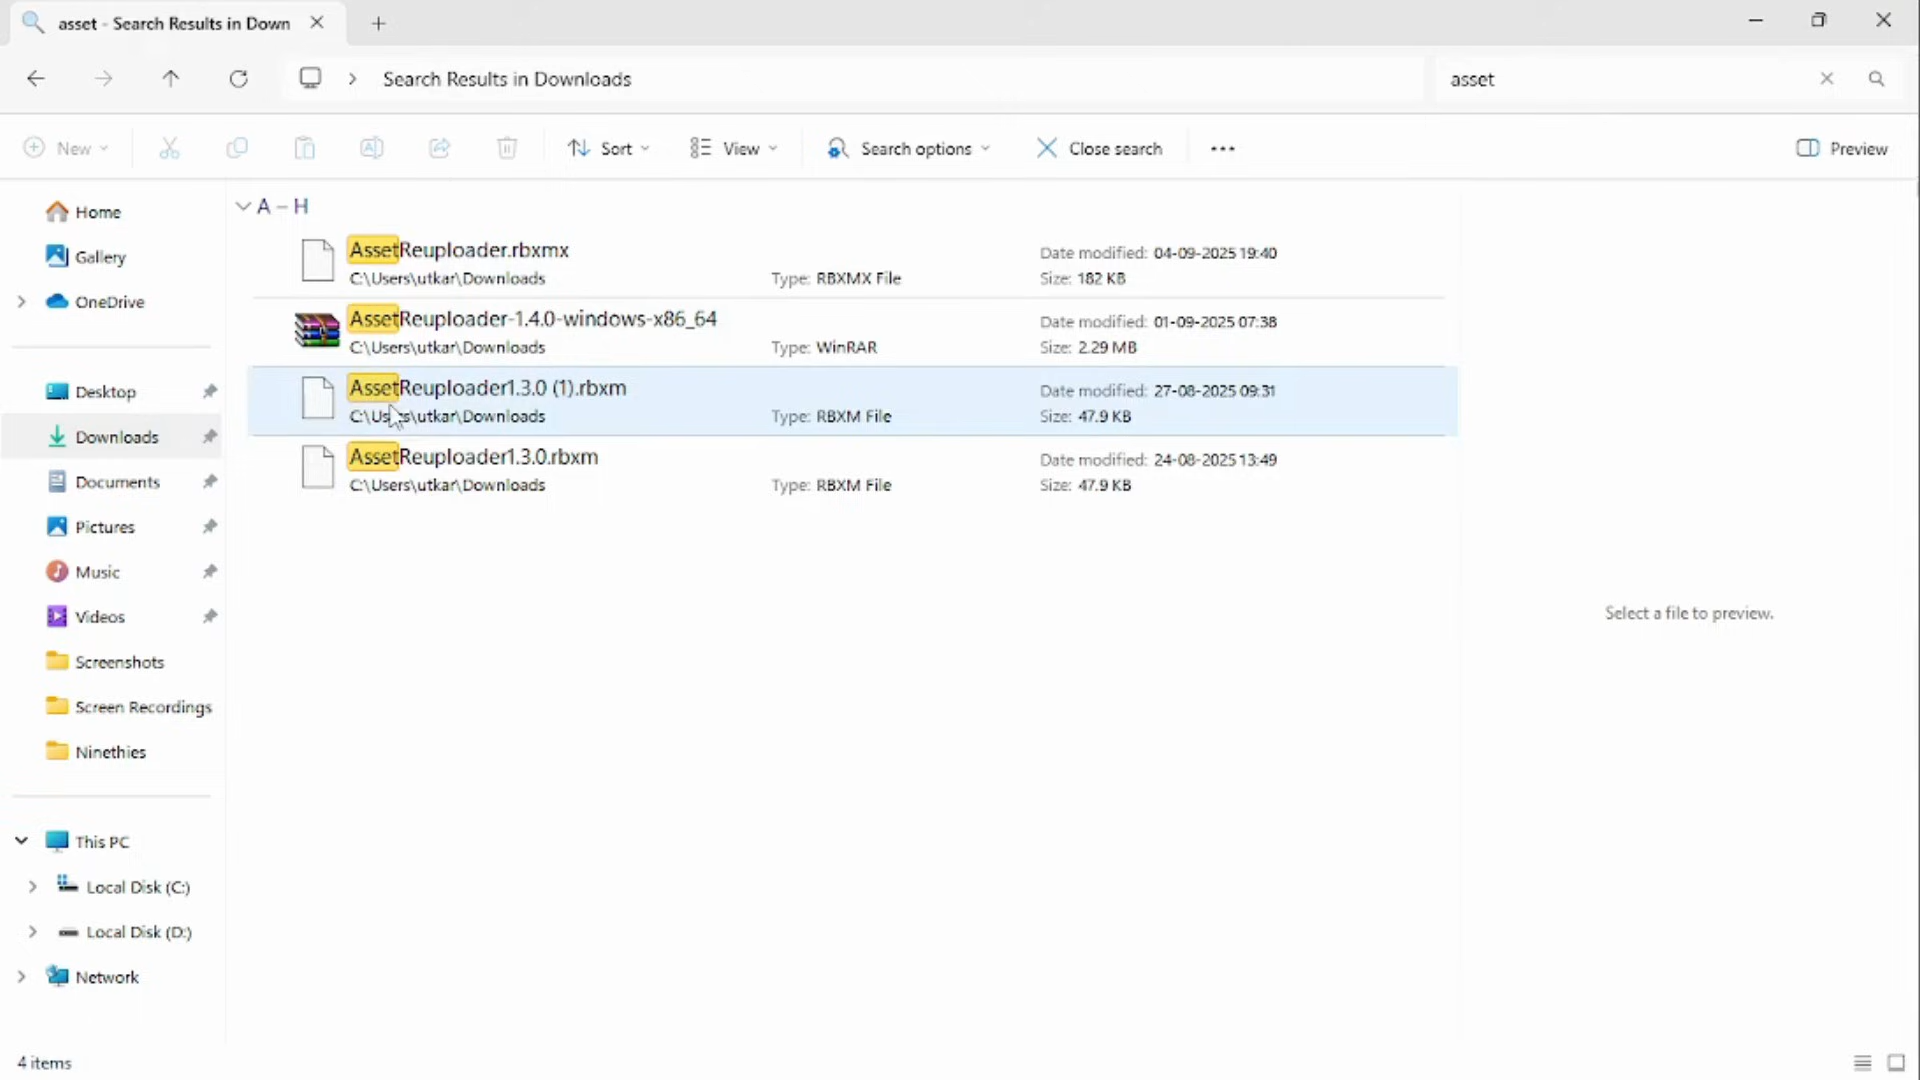 asset - Search Results in Down
Search Results in Downloads
asset
New
Sort
View
Search options
Close search
Preview
Home
Gallery
OneDrive
Desktop
Downloads
Documents
Pictures
Music
Videos
Screenshots
Screen Recordings
Ninethies
This PC
Local Disk (C:)
Local Disk (D:)
Network
A – H
AssetReuploader.rbxmx
Date modified: 04-09-2025 19:40
C:\Users\utkar\Downloads
Type: RBXMX File
Size: 182 KB
AssetReuploader-1.4.0-windows-x86_64
Date modified: 01-09-2025 07:38
C:\Users\utkar\Downloads
Type: WinRAR
Size: 2.29 MB
AssetReuploader1.3.0 (1).rbxm
Date modified: 27-08-2025 09:31
C:\Users\utkar\Downloads
Type: RBXM File
Size: 47.9 KB
AssetReuploader1.3.0.rbxm
Date modified: 24-08-2025 13:49
C:\Users\utkar\Downloads
Type: RBXM File
Size: 47.9 KB
Select a file to preview.
4 items